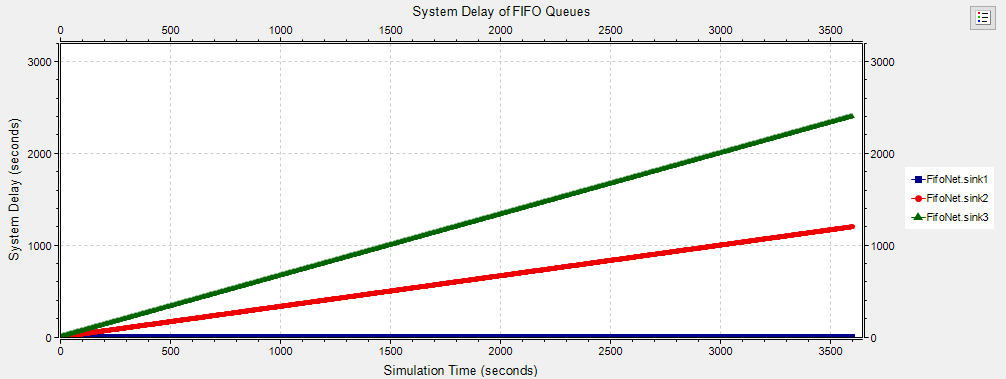 System Delay of FIFO Queues
0 500 1000 1500 2000 2500 3000 3500
3000 3000
2000 2000
1000 1000
0 0
System Delay (seconds)
0 500 1000 1500 2000 2500 3000 3500
Simulation Time (seconds)
FifoNet.sink1
FifoNet.sink2
FifoNet.sink3